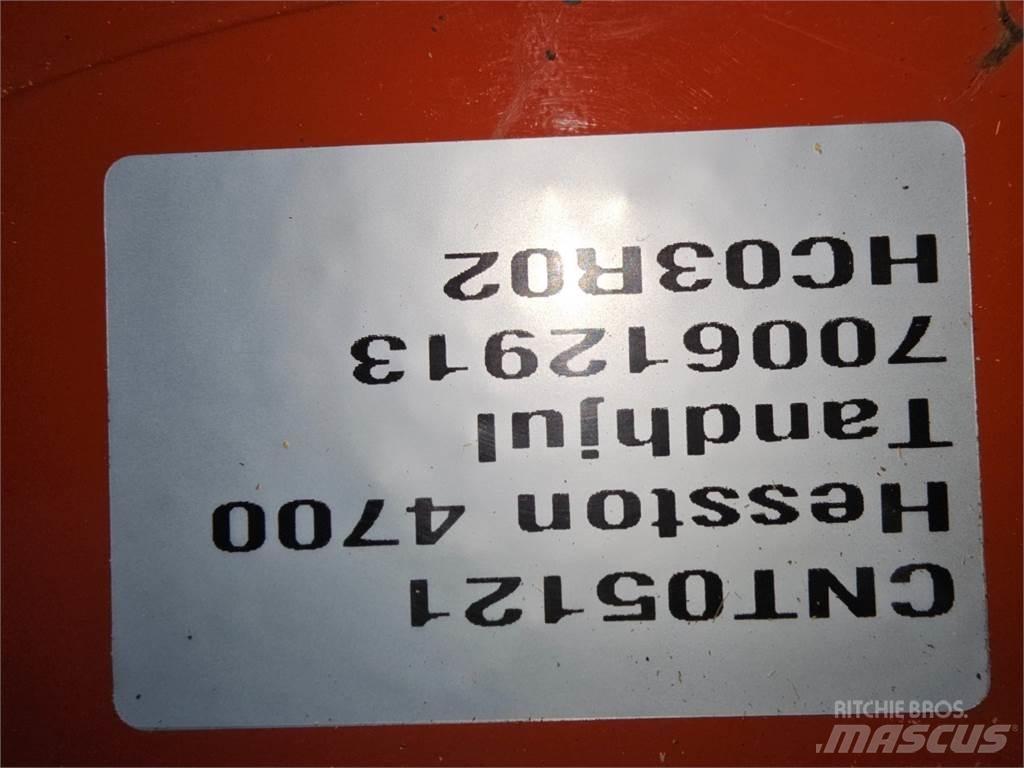 CNT05121
Hesston 4700
Tandhjul
700612913
HC03R02
RITCHIE BROS.
MASCUS